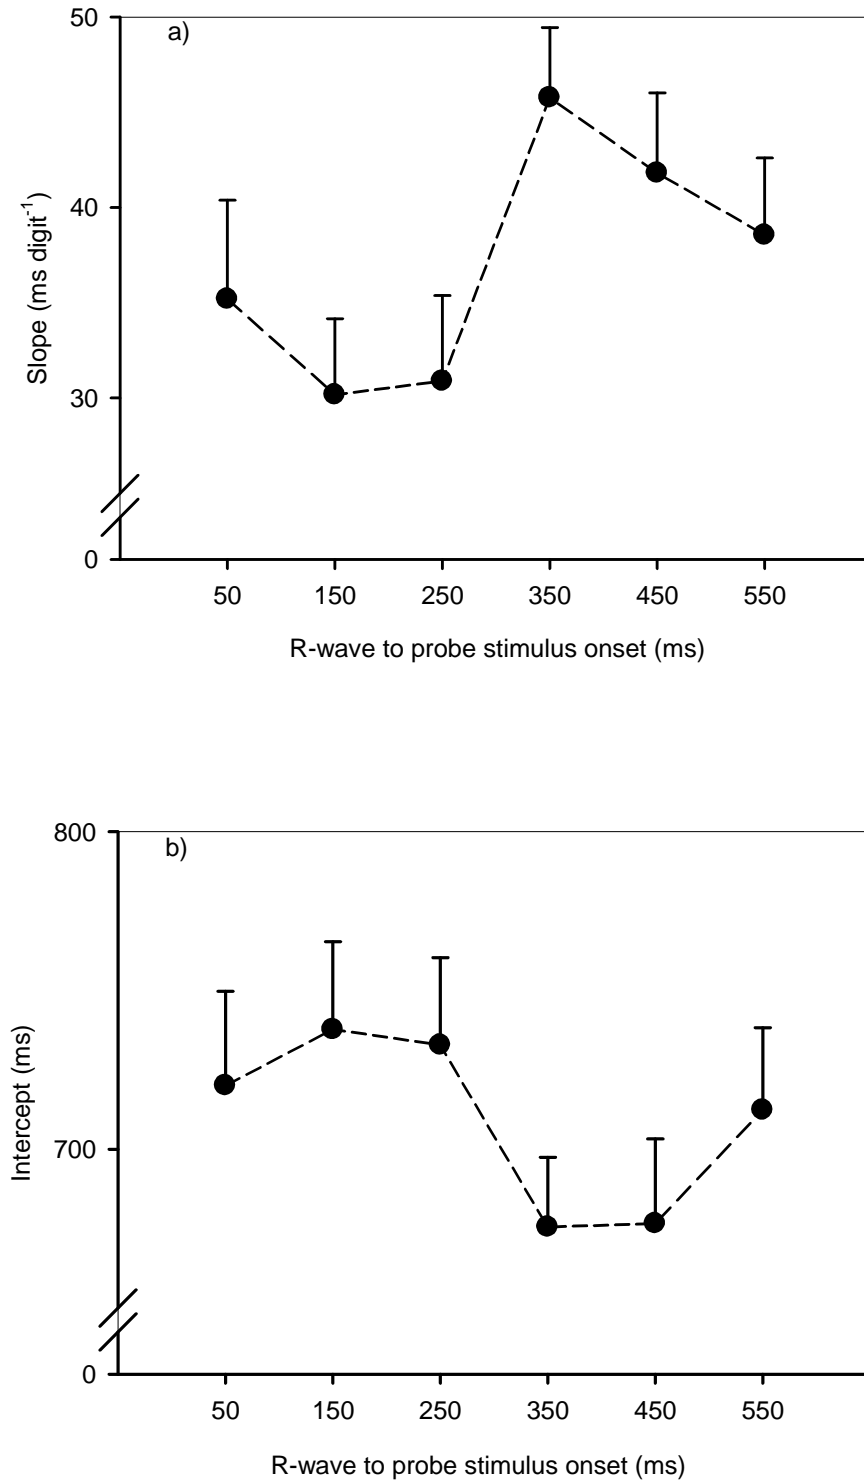 50
a)
40
Slope (ms digit-1)
30
0
50 150 250 350 450 550
R-wave to probe stimulus onset (ms)
800
b)
Intercept (ms)
700
0
50 150 250 350 450 550
R-wave to probe stimulus onset (ms)